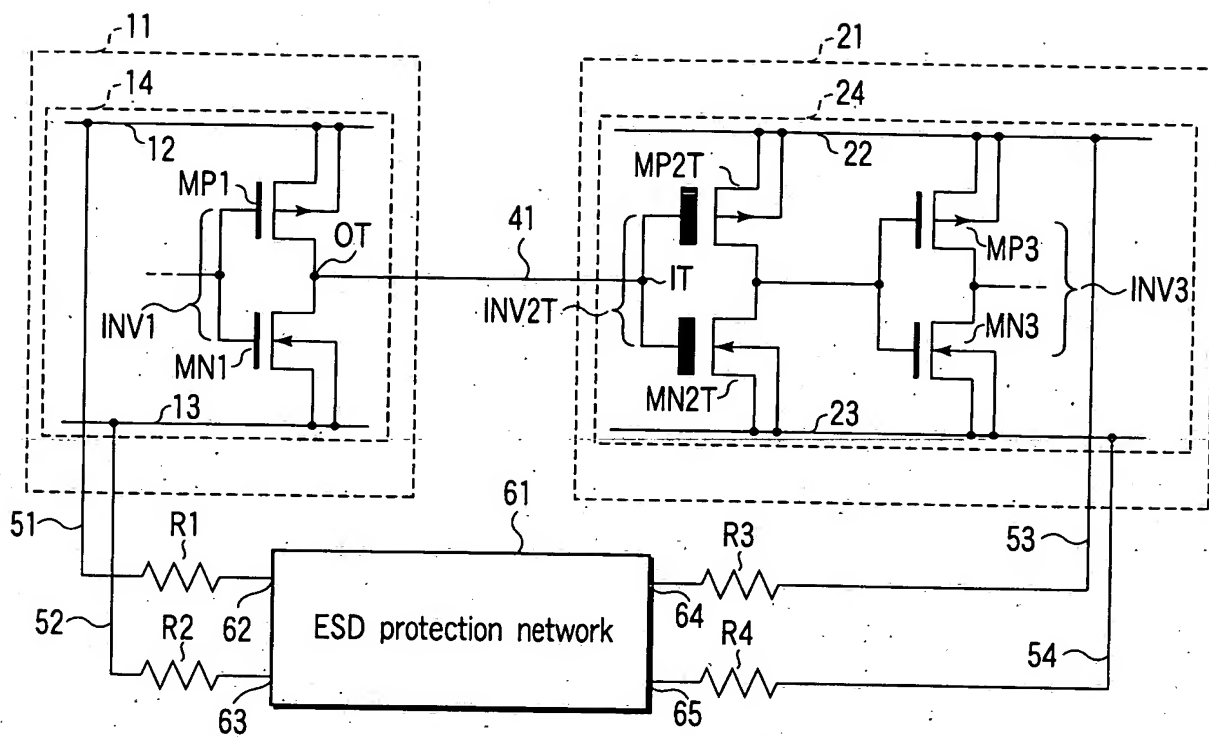 11
21
14
24
12
22
MP1
MP2T
OT
41
MP3
IT
INV1
INV2T
INV3
MN1
MN3
MN2T
13
23
51
R1
61
R3
53
52
62
ESD protection network
64
R2
R4
54
63
65